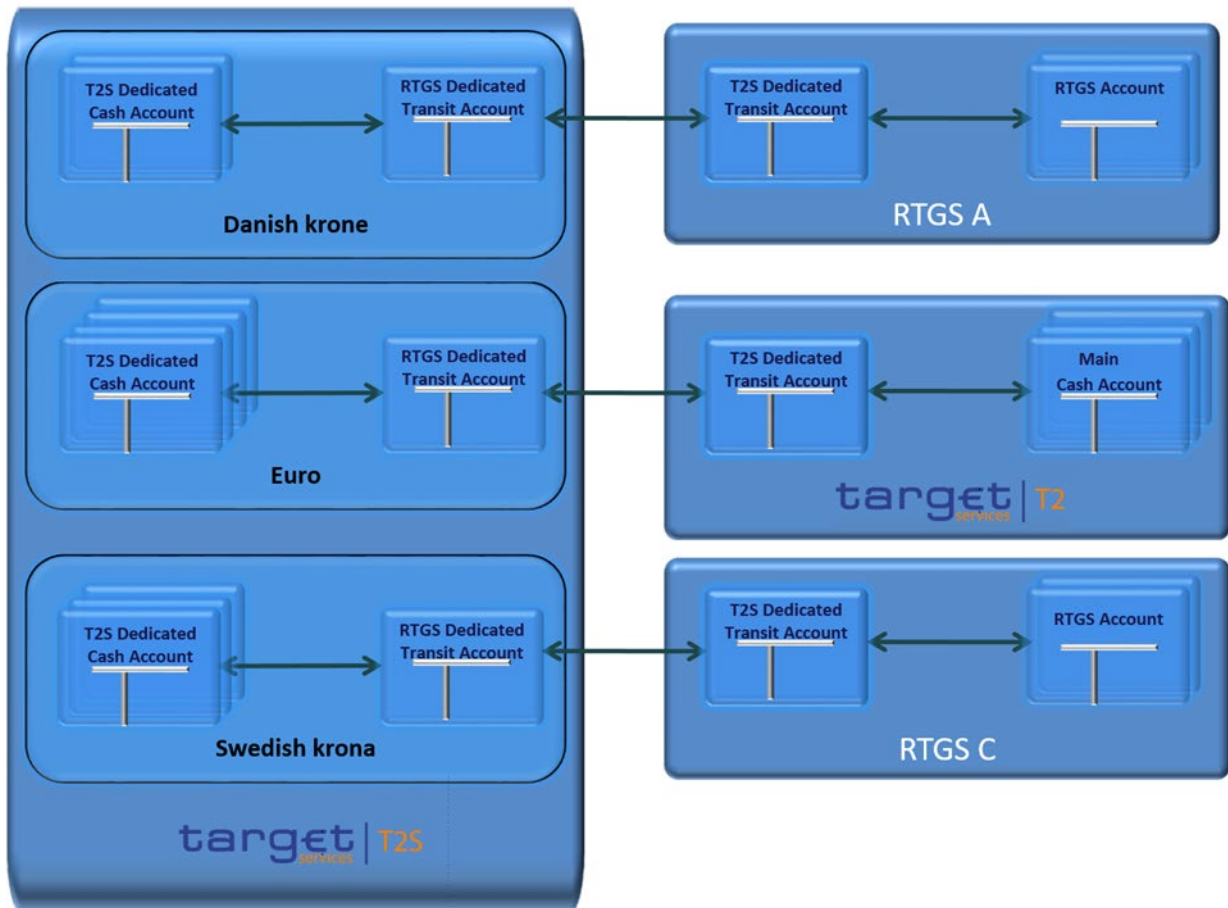 T2S Dedicated
Cash Account
RTGS Dedicated
Transit Account
Danish krone
T2S Dedicated
Transit Account
RTGS Account
RTGS A
T2S Dedicated
Cash Account
RTGS Dedicated
Transit Account
Euro
T2S Dedicated
Transit Account
Main
Cash Account
target
services | T2
T2S Dedicated
Cash Account
RTGS Dedicated
Transit Account
Swedish krona
T2S Dedicated
Transit Account
RTGS Account
RTGS C
target
services | T2S